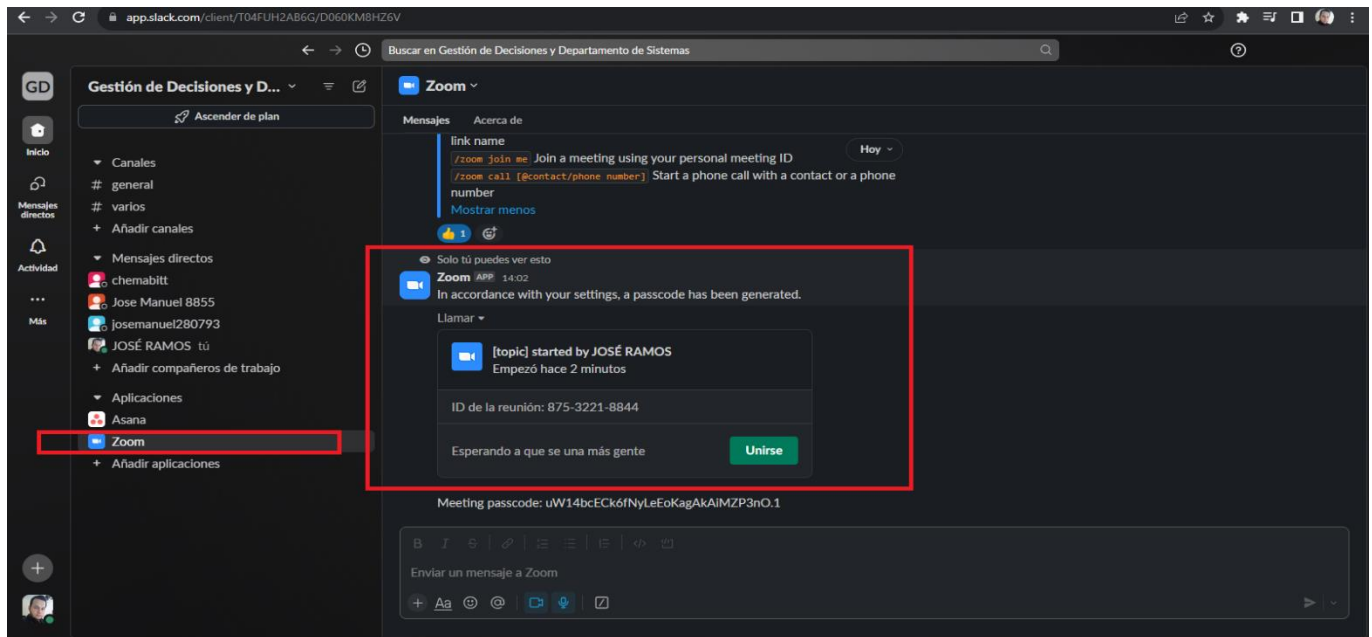 app.slack.com/client/T04FUH2AB6G/D060KM8HZ6V
Buscar en Gestión de Decisiones y Departamento de Sistemas
GD
Inicio
Mensajes directos
Actividad
Más
Gestión de Decisiones y D...
Ascender de plan
Canales
# general
# varios
+ Añadir canales
Mensajes directos
chemabitt
Jose Manuel 8855
josemanuel280793
JOSÉ RAMOS tú
+ Añadir compañeros de trabajo
Aplicaciones
Asana
Zoom
+ Añadir aplicaciones
Zoom
Mensajes Acerca de
Hoy
link name
/zoom join me Join a meeting using your personal meeting ID
/zoom call [@contact/phone number] Start a phone call with a contact or a phone
number
Mostrar menos
1
Solo tú puedes ver esto
Zoom APP 14:02
In accordance with your settings, a passcode has been generated.
Llamar
[topic] started by JOSÉ RAMOS
Empezó hace 2 minutos
ID de la reunión: 875-3221-8844
Esperando a que se una más gente Unirse
Meeting passcode: uW14bcECk6fNyLeEoKagAkAiMZP3nO.1
B I S
Enviar un mensaje a Zoom
+ Aa @